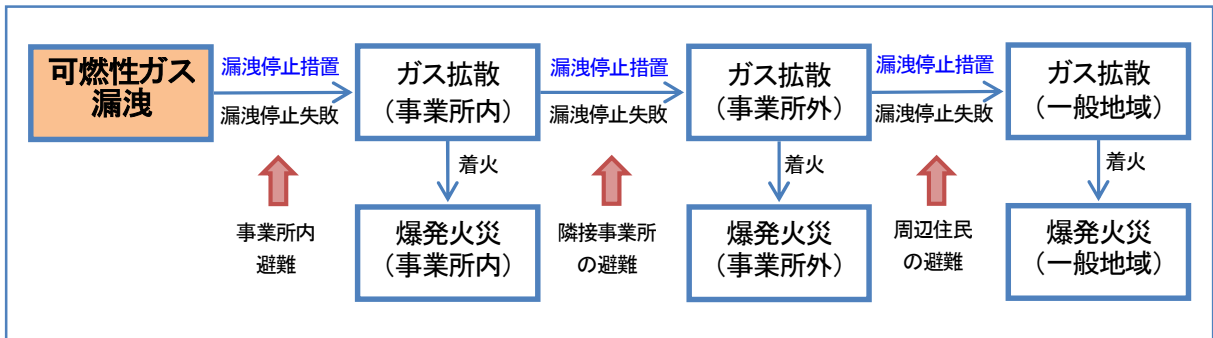 可燃性ガス
漏洩
漏洩停止措置
漏洩停止失敗
ガス拡散
（事業所内）
漏洩停止措置
漏洩停止失敗
ガス拡散
（事業所外）
漏洩停止措置
漏洩停止失敗
ガス拡散
（一般地域）
着火
着火
着火
事業所内
避難
爆発火災
（事業所内）
隣接事業所
の避難
爆発火災
（事業所外）
周辺住民
の避難
爆発火災
（一般地域）